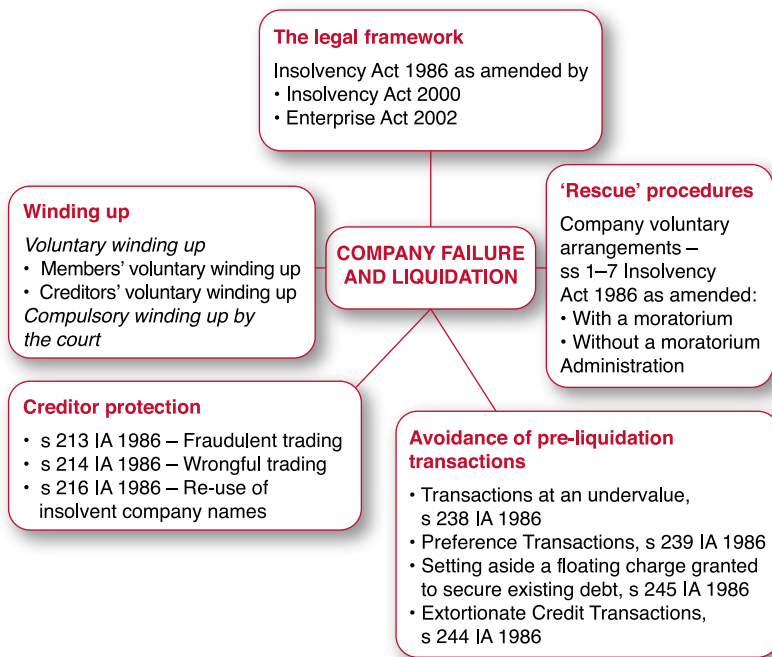 The legal framework
Insolvency Act 1986 as amended by
• Insolvency Act 2000
• Enterprise Act 2002
Winding up
Voluntary winding up
• Members’ voluntary winding up
• Creditors’ voluntary winding up
Compulsory winding up by
the court
COMPANY FAILURE
AND LIQUIDATION
‘Rescue’ procedures
Company voluntary
arrangements –
ss 1–7 Insolvency
Act 1986 as amended:
• With a moratorium
• Without a moratorium
Administration
Creditor protection
• s 213 IA 1986 – Fraudulent trading
• s 214 IA 1986 – Wrongful trading
• s 216 IA 1986 – Re-use of
insolvent company names
Avoidance of pre-liquidation
transactions
• Transactions at an undervalue,
s 238 IA 1986
• Preference Transactions, s 239 IA 1986
• Setting aside a floating charge granted
to secure existing debt, s 245 IA 1986
• Extortionate Credit Transactions,
s 244 IA 1986